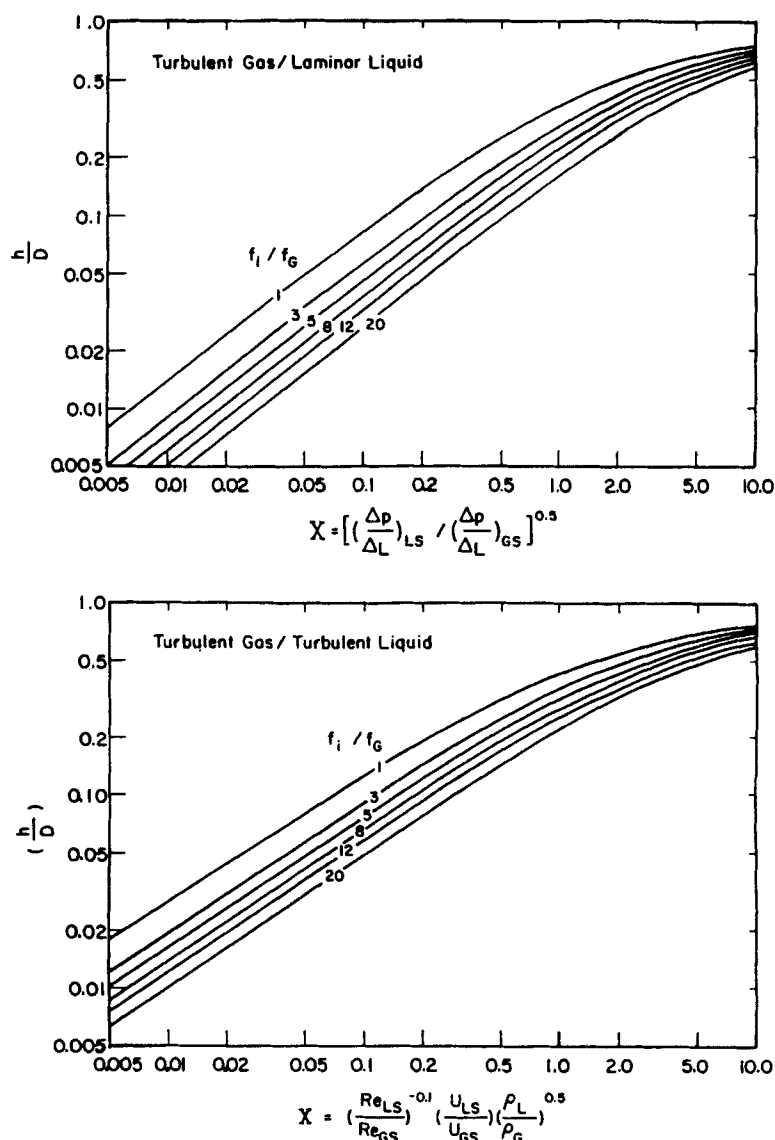 1.0
Turbulent Gas/Laminar Liquid
0.5
0.2
0.1
h/D
f_i / f_G
0.05
1
3 5 8 12 20
0.02
0.01
0.005
0.005 0.01 0.02 0.05 0.1 0.2 0.5 1.0 2.0 5.0 10.0
X = [(Δp/ΔL)_LS / (Δp/ΔL)_GS]^0.5
1.0
Turbulent Gas/Turbulent Liquid
0.5
0.2
f_i / f_G
1
0.10
3
5
8
(h/D)
0.05
12
20
0.02
0.01
0.005
0.005 0.01 0.02 0.05 0.1 0.2 0.5 1.0 2.0 5.0 10.0
X = (Re_LS/Re_GS)^-0.1 (U_LS/U_GS)(ρ_L/ρ_G)^0.5